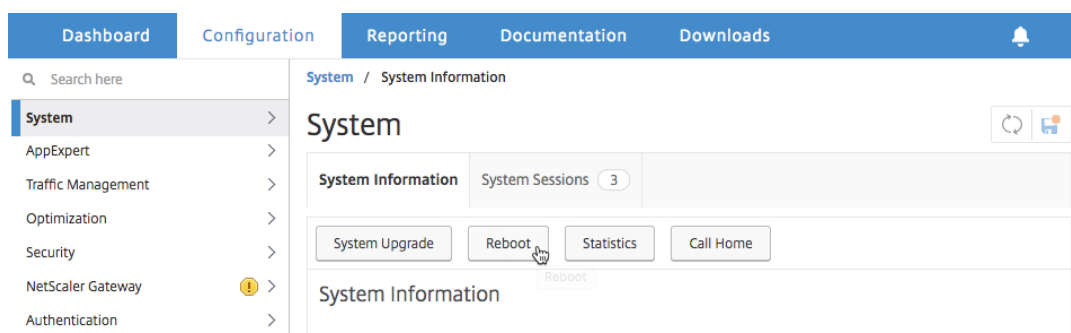 Dashboard
Configuration
Reporting
Documentation
Downloads
Search here
System
AppExpert
Traffic Management
Optimization
Security
NetScaler Gateway
Authentication
System / System Information
System
System Information
System Sessions 3
System Upgrade
Reboot
Statistics
Call Home
Reboot
System Information